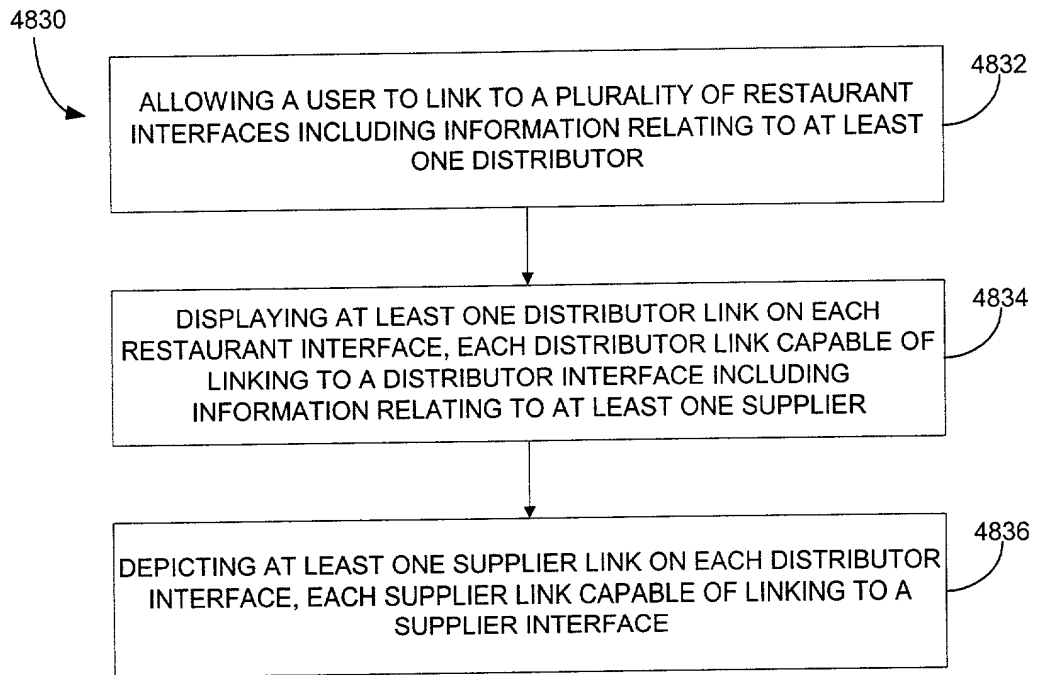 4830
4832
ALLOWING A USER TO LINK TO A PLURALITY OF RESTAURANT
INTERFACES INCLUDING INFORMATION RELATING TO AT LEAST
ONE DISTRIBUTOR
4834
DISPLAYING AT LEAST ONE DISTRIBUTOR LINK ON EACH
RESTAURANT INTERFACE, EACH DISTRIBUTOR LINK CAPABLE OF
LINKING TO A DISTRIBUTOR INTERFACE INCLUDING
INFORMATION RELATING TO AT LEAST ONE SUPPLIER
4836
DEPICTING AT LEAST ONE SUPPLIER LINK ON EACH DISTRIBUTOR
INTERFACE, EACH SUPPLIER LINK CAPABLE OF LINKING TO A
SUPPLIER INTERFACE